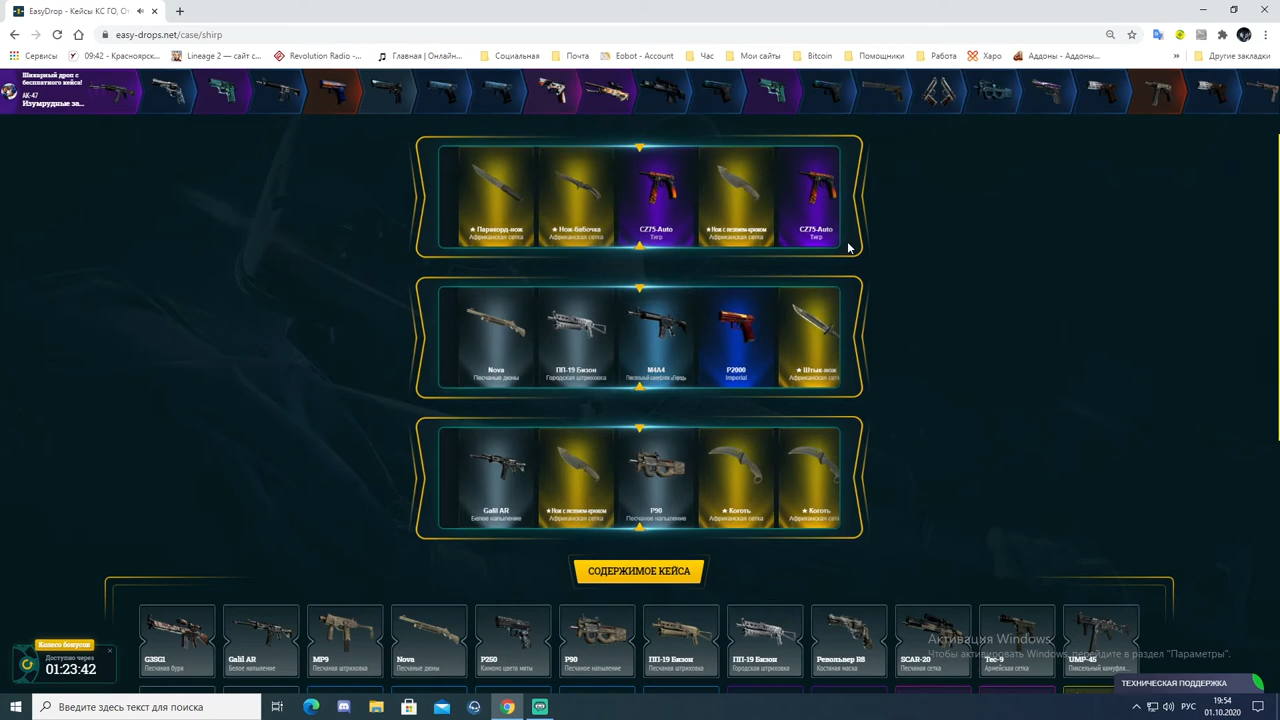 EasyDrop - Кейсы КС ГО, От
easy-drops.net/case/shirp
Сервисы
09:42 - Красноярск...
Lineage 2 — сайт с...
Revolution Radio -...
Главная | Онлайн...
Социальная
Почта
Eobot - Account
Час
Мои сайты
Bitcoin
Помощники
Работа
Харо
Аддоны — Аддоны...
»
Другие закладки
Шикарный дроп с
бесплатного кейса!
АК-47
Изумрудные за...
★ Паракорд-нож
Африканская сетка
★ Нож-бабочка
Африканская сетка
CZ75-Auto
Тигр
★ Нож с лезвием-крюком
Африканская сетка
CZ75-Auto
Тигр
Nova
Песчаные дюны
ПП-19 Бизон
Городская штриховка
M4A4
P2000
Imperial
★ Штык-нож
Африканская сетка
Galil AR
Белое напыление
★ Нож с лезвием-крюком
Африканская сетка
P90
Песчаное напыление
★ Коготь
Африканская сетка
★ Коготь
Африканская сетка
СОДЕРЖИМОЕ КЕЙСА
G3SG1
Песчаная буря
Galil AR
Белое напыление
MP9
Песчаная штриховка
Nova
Песчаные дюны
P250
Камуфляж цвета мяты
P90
Песчаное напыление
ПП-19 Бизон
Песчаная штриховка
ПП-19 Бизон
Городская штриховка
Револьвер R8
Костяная маска
SCAR-20
Песчаная сетка
Tec-9
Армейская сетка
UMP-45
Пиксельный камуфл...
Колесо бонусов
Доступно через
01:23:42
Активация Windows
Чтобы активировать Windows, перейдите в раздел "Параметры".
ТЕХНИЧЕСКАЯ ПОДДЕРЖКА
Введите здесь текст для поиска
РУС
19:54
01.10.2020